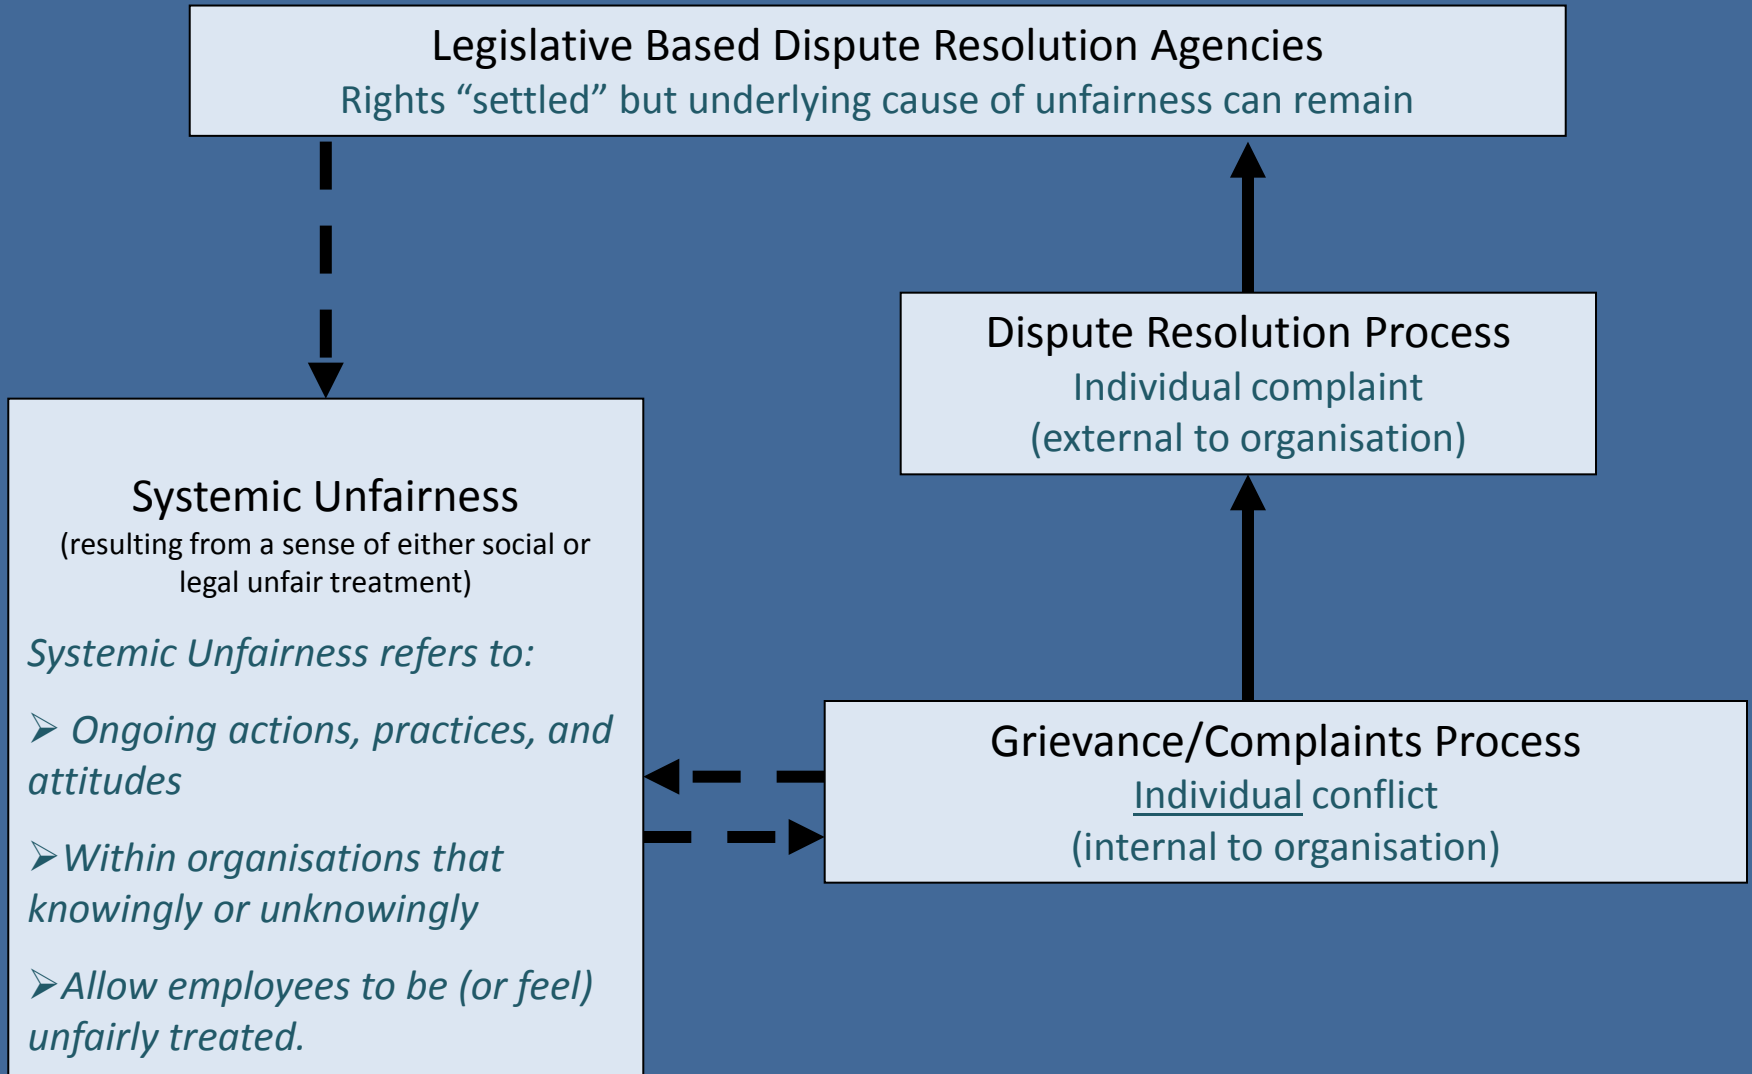 Legislative Based Dispute Resolution Agencies
Rights “settled” but underlying cause of unfairness can remain
Dispute Resolution Process
Individual complaint
(external to organisation)
Systemic Unfairness
(resulting from a sense of either social or
legal unfair treatment)
Systemic Unfairness refers to:
➢ Ongoing actions, practices, and
attitudes
➢Within organisations that
knowingly or unknowingly
➢Allow employees to be (or feel)
unfairly treated.
Grievance/Complaints Process
Individual conflict
(internal to organisation)